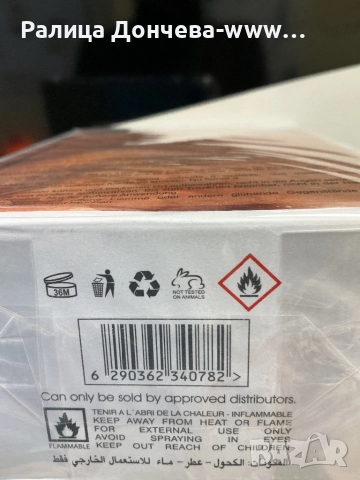 Ралица Дончева-www…
36M
NOT TESTED
ON ANIMALS
6 290362 340782 >
Can only be sold by approved distributors.
TENIR A L`ABRI DE LA CHALEUR - INFLAMMABLE
KEEP AWAY FROM HEAT OR FLAME
FOR EXTERNAL USE ONLY
AVOID SPRAYING IN EYES
KEEP OUT REACH OF CHILDREN
FLAMMABLE
المكونات: الكحول - عطر - ماء للاستعمال الخارجي فقط
bazar